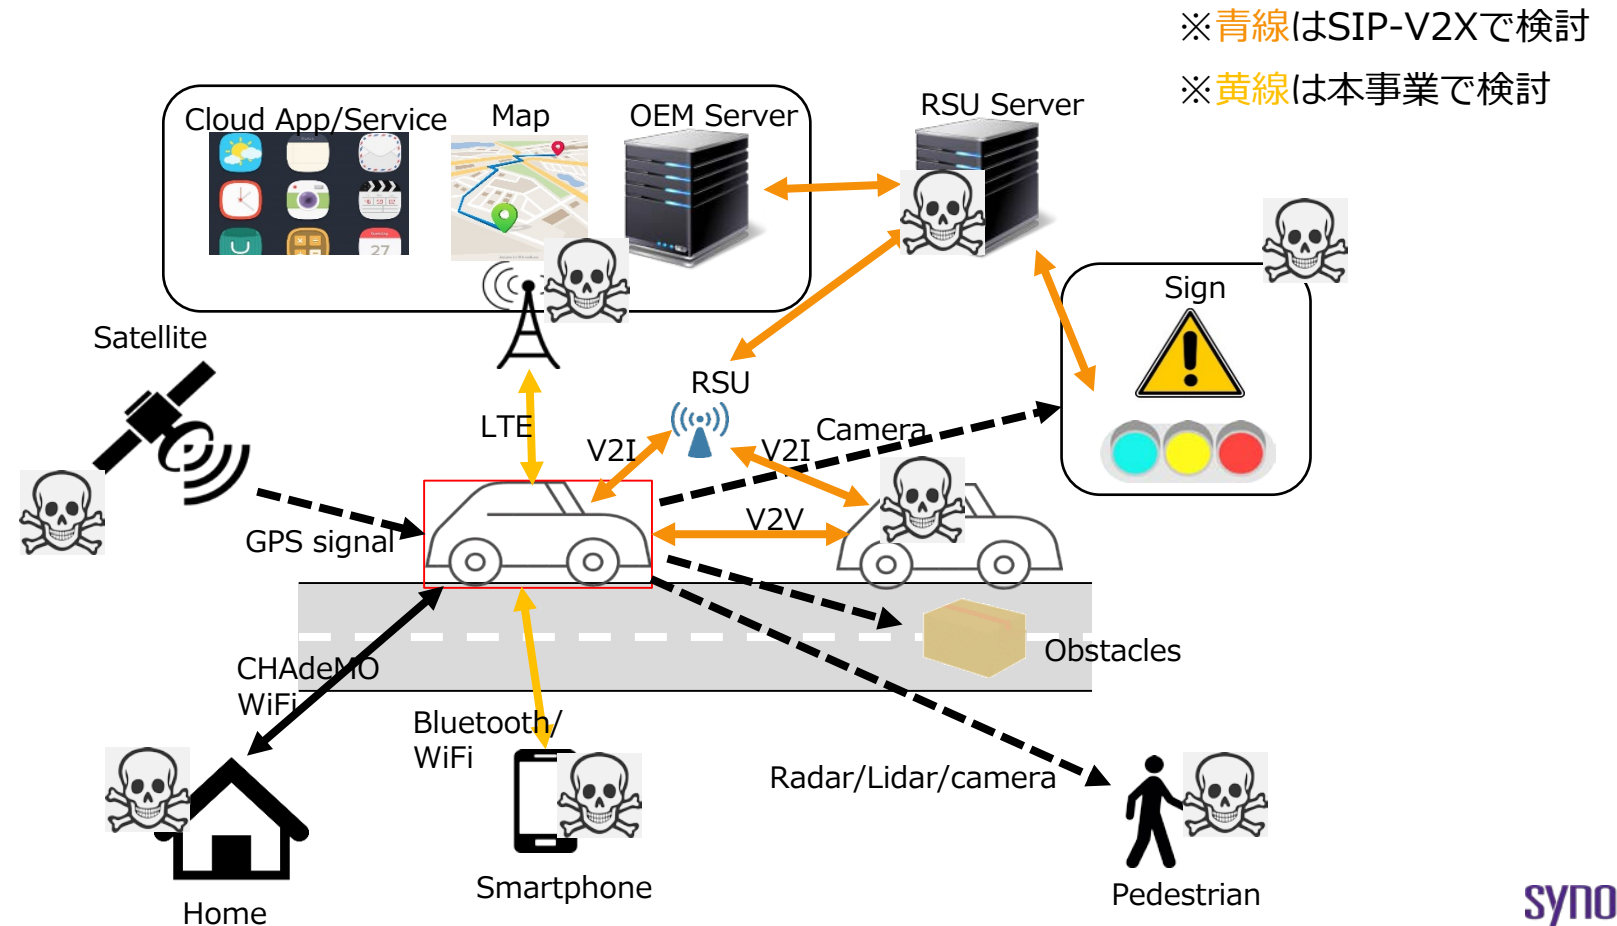 ※青線はSIP-V2Xで検討
※黄線は本事業で検討
Cloud App/Service
Map
OEM Server
RSU Server
27
Sign
Satellite
RSU
LTE
V2I
V2I
Camera
V2V
GPS signal
Obstacles
CHAdeMO
WiFi
Bluetooth/
WiFi
Radar/Lidar/camera
Home
Smartphone
Pedestrian
syno